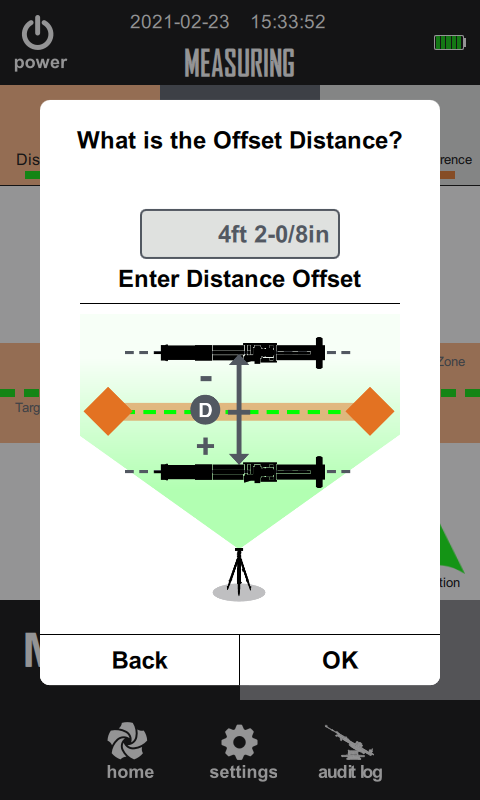 2021-02-23 15:33:52
power
MEASURING
What is the Offset Distance?
4ft 2-0/8in
Enter Distance Offset
-
D
+
Zone
Back
OK
home
settings
audit log